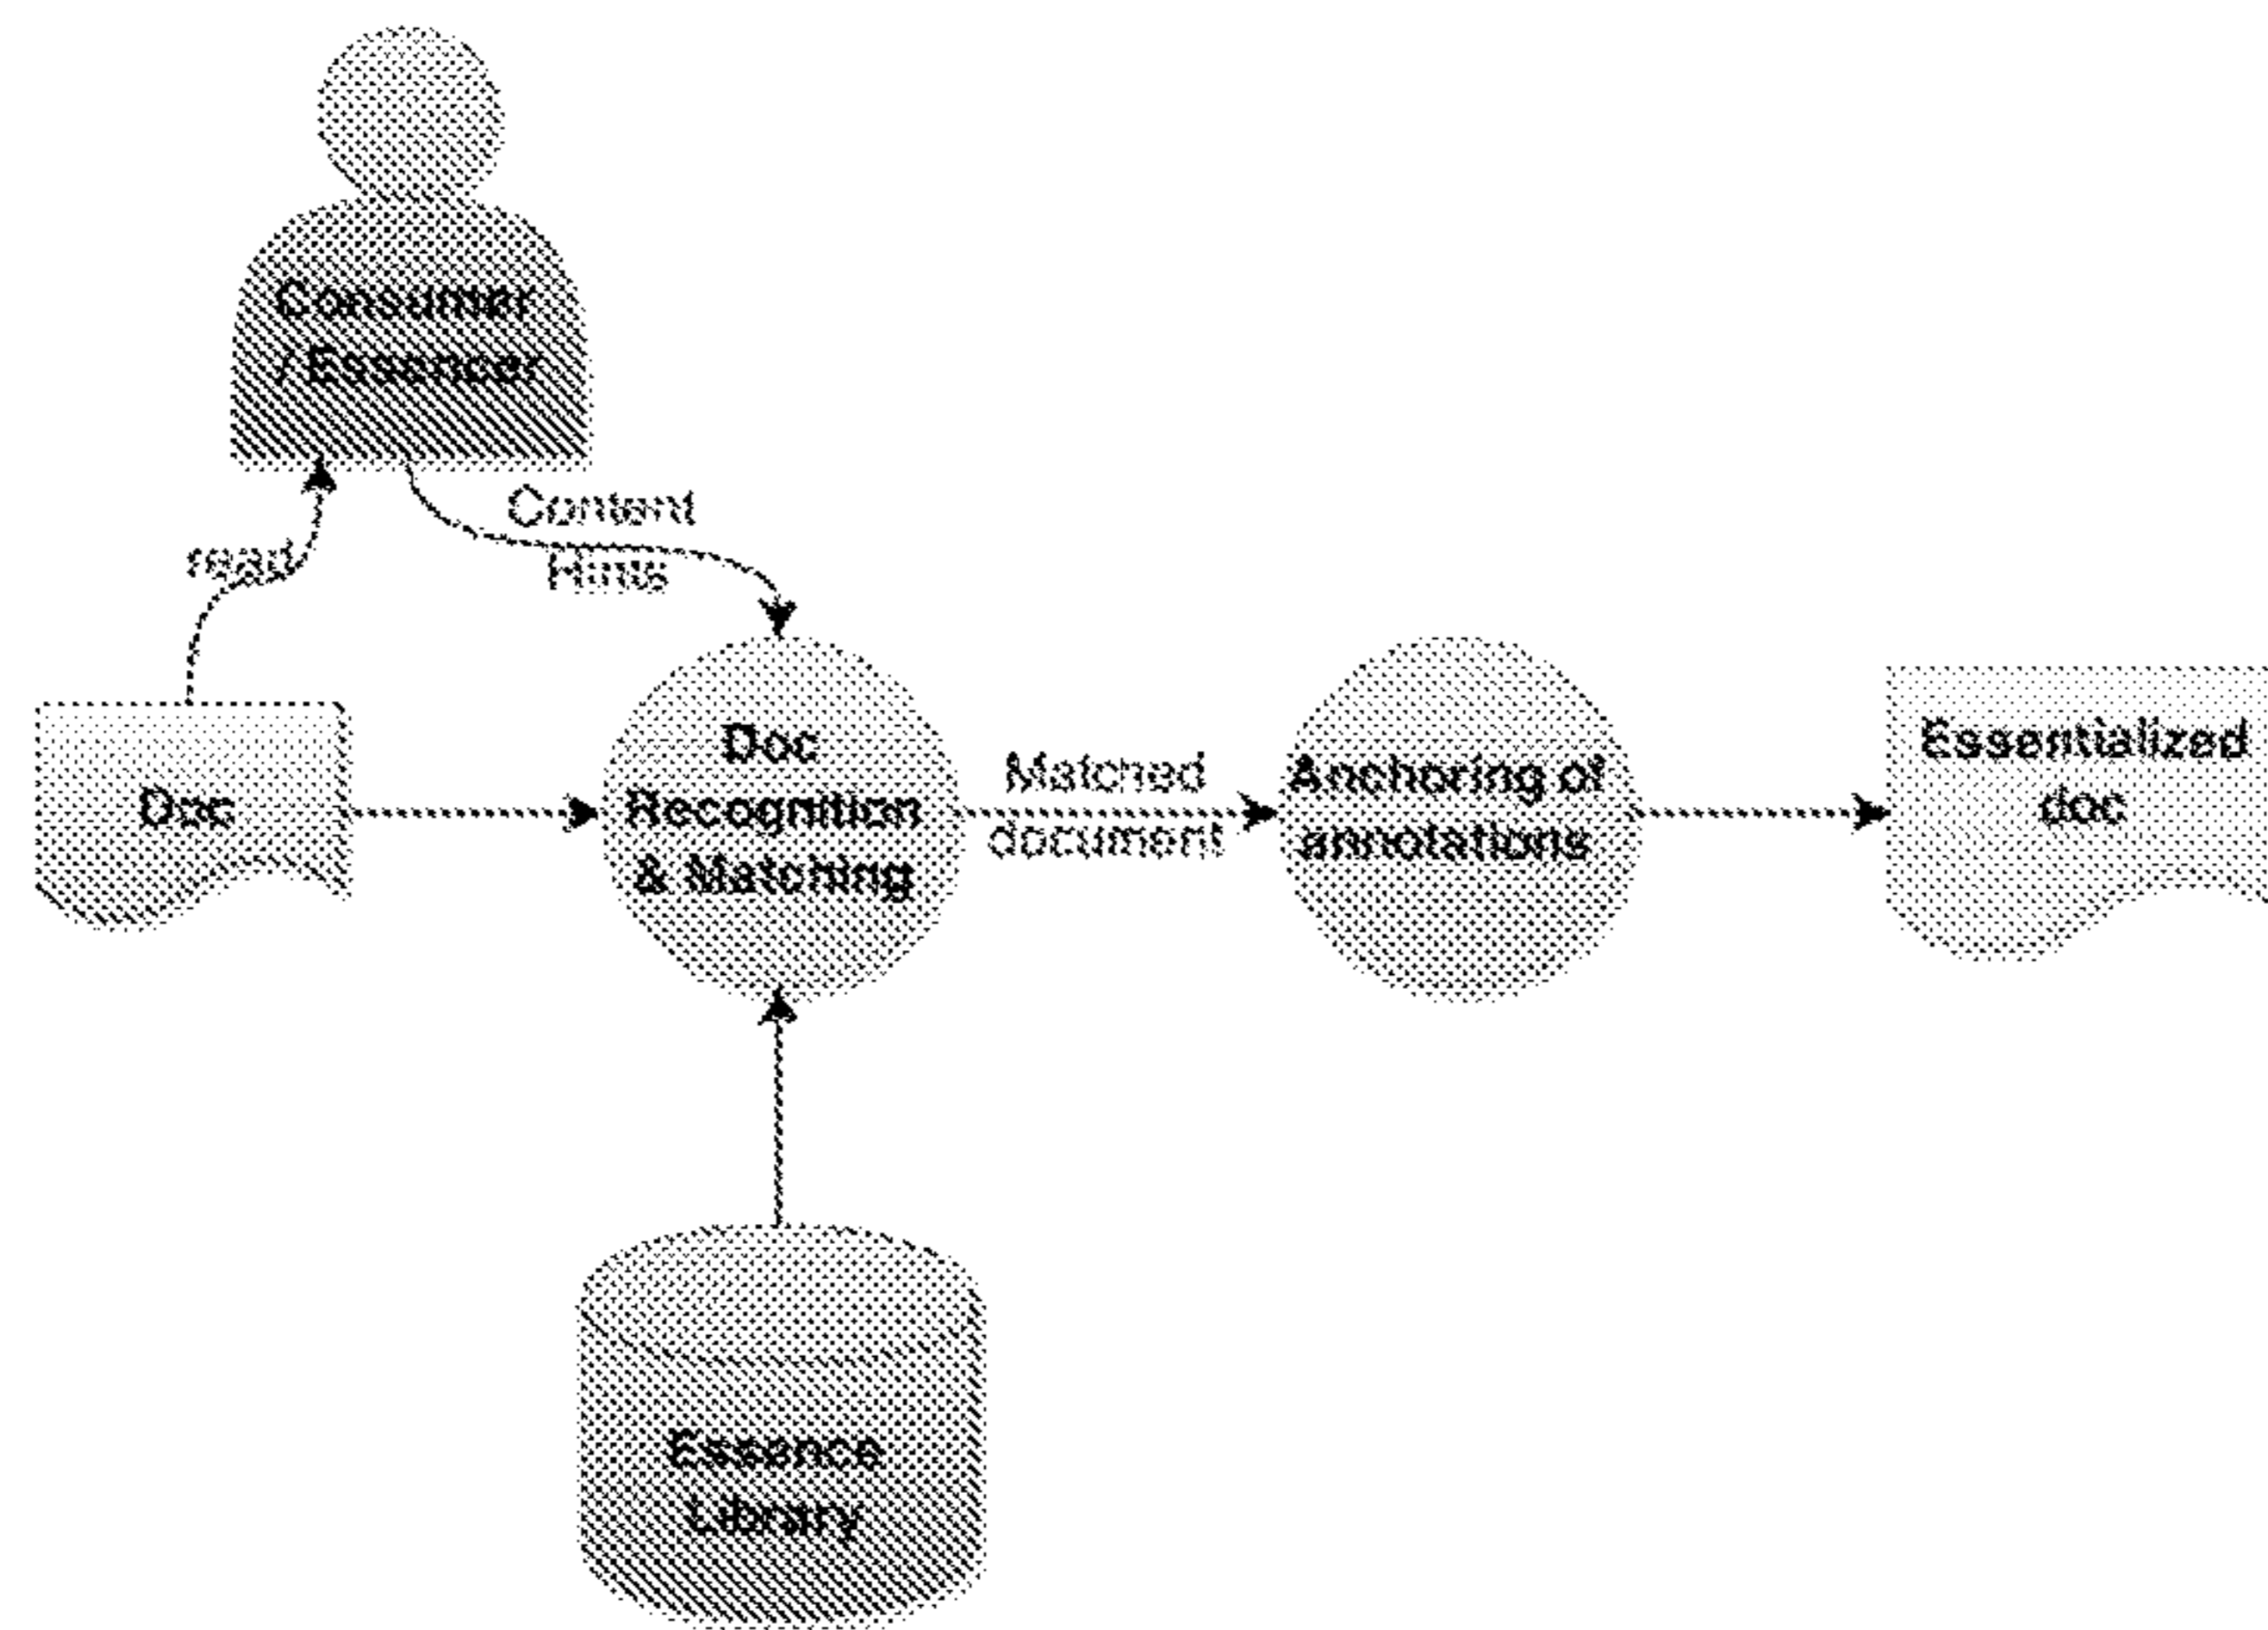 Consumer
/ Essencer
Content
Hints
read
Doc
Doc
Recognition
& Matching
Matched
document
Anchoring of
annotations
Essentialized
doc
Essence
Library